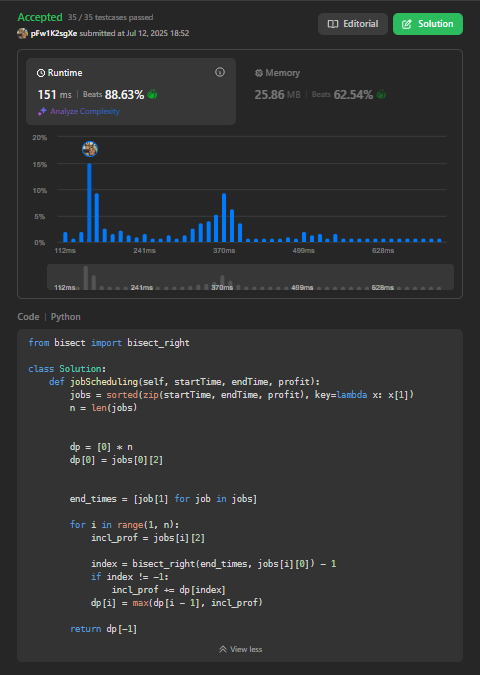 Accepted 35 / 35 testcases passed
Editorial
Solution
pFw1K2sgXe submitted at Jul 12, 2025 18:52
Runtime
151 ms | Beats 88.63%
Analyze Complexity
Memory
25.86 MB | Beats 62.54%
20%
15%
10%
5%
0%
112ms 241ms 370ms 499ms 628ms
112ms 241ms 370ms 499ms 628ms
Code | Python
from bisect import bisect_right
class Solution:
    def jobScheduling(self, startTime, endTime, profit):
        jobs = sorted(zip(startTime, endTime, profit), key=lambda x: x[1])
        n = len(jobs)
        dp = [0] * n
        dp[0] = jobs[0][2]
        end_times = [job[1] for job in jobs]
        for i in range(1, n):
            incl_prof = jobs[i][2]
            index = bisect_right(end_times, jobs[i][0]) - 1
            if index != -1:
                incl_prof += dp[index]
            dp[i] = max(dp[i - 1], incl_prof)
        return dp[-1]
View less